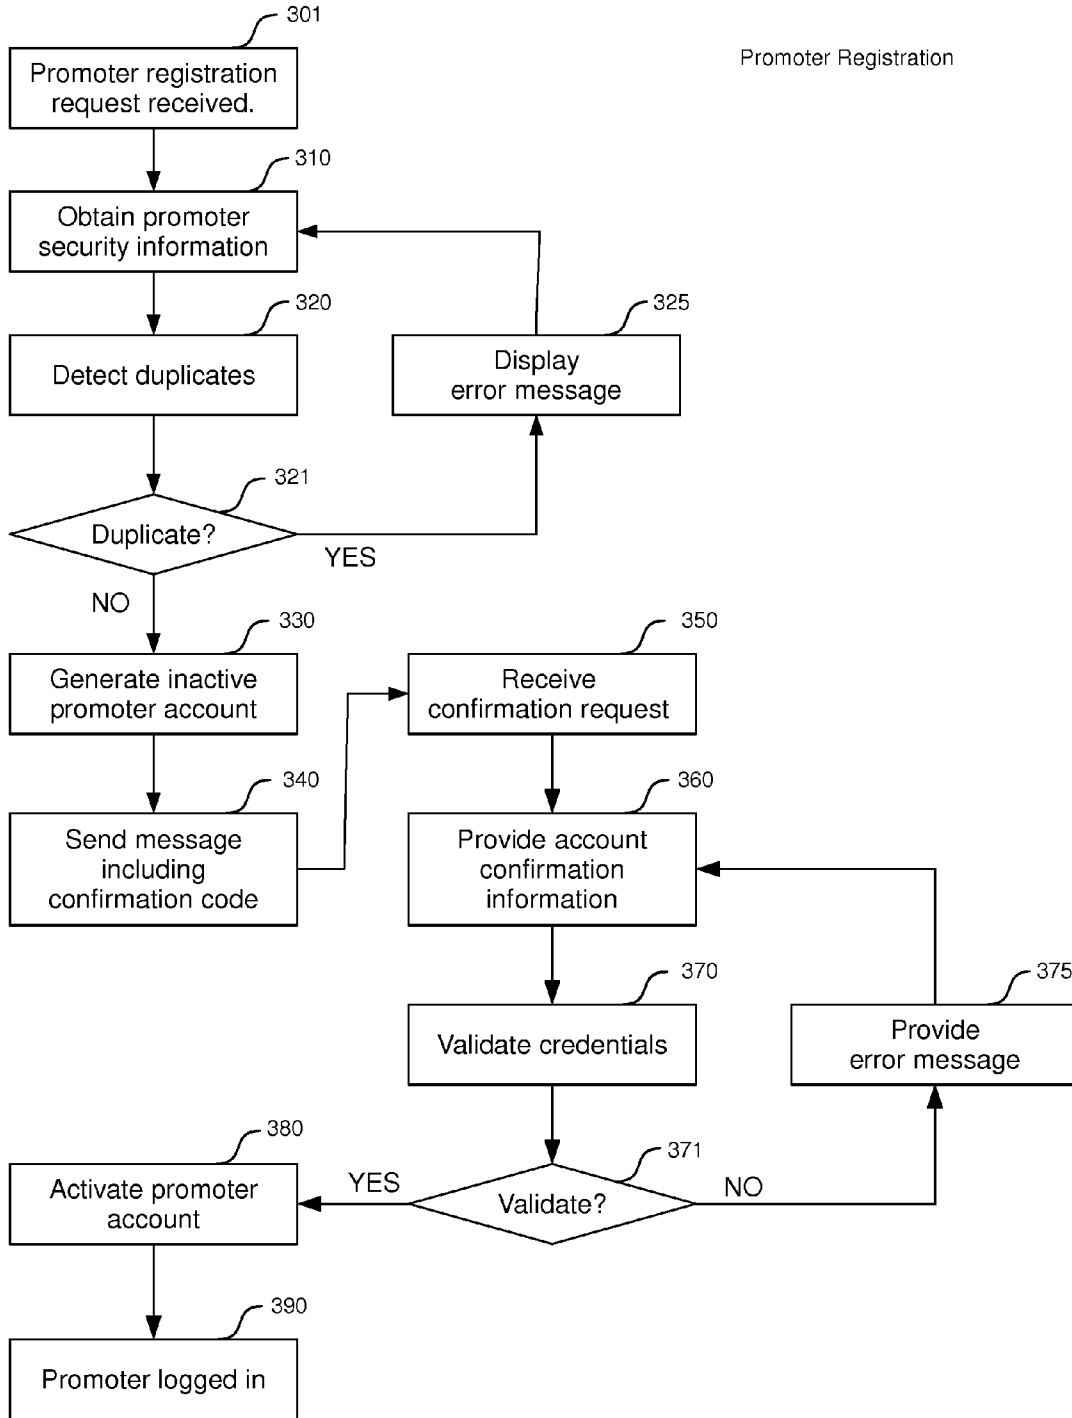 301
Promoter Registration
Promoter registration
request received.
310
Obtain promoter
security information
320
325
Detect duplicates
Display
error message
321
Duplicate?
YES
NO
330
350
Generate inactive
promoter account
Receive
confirmation request
340
360
Send message
including
confirmation code
Provide account
confirmation
information
370
375
Validate credentials
Provide
error message
380
371
Activate promoter
account
YES
Validate?
NO
390
Promoter logged in